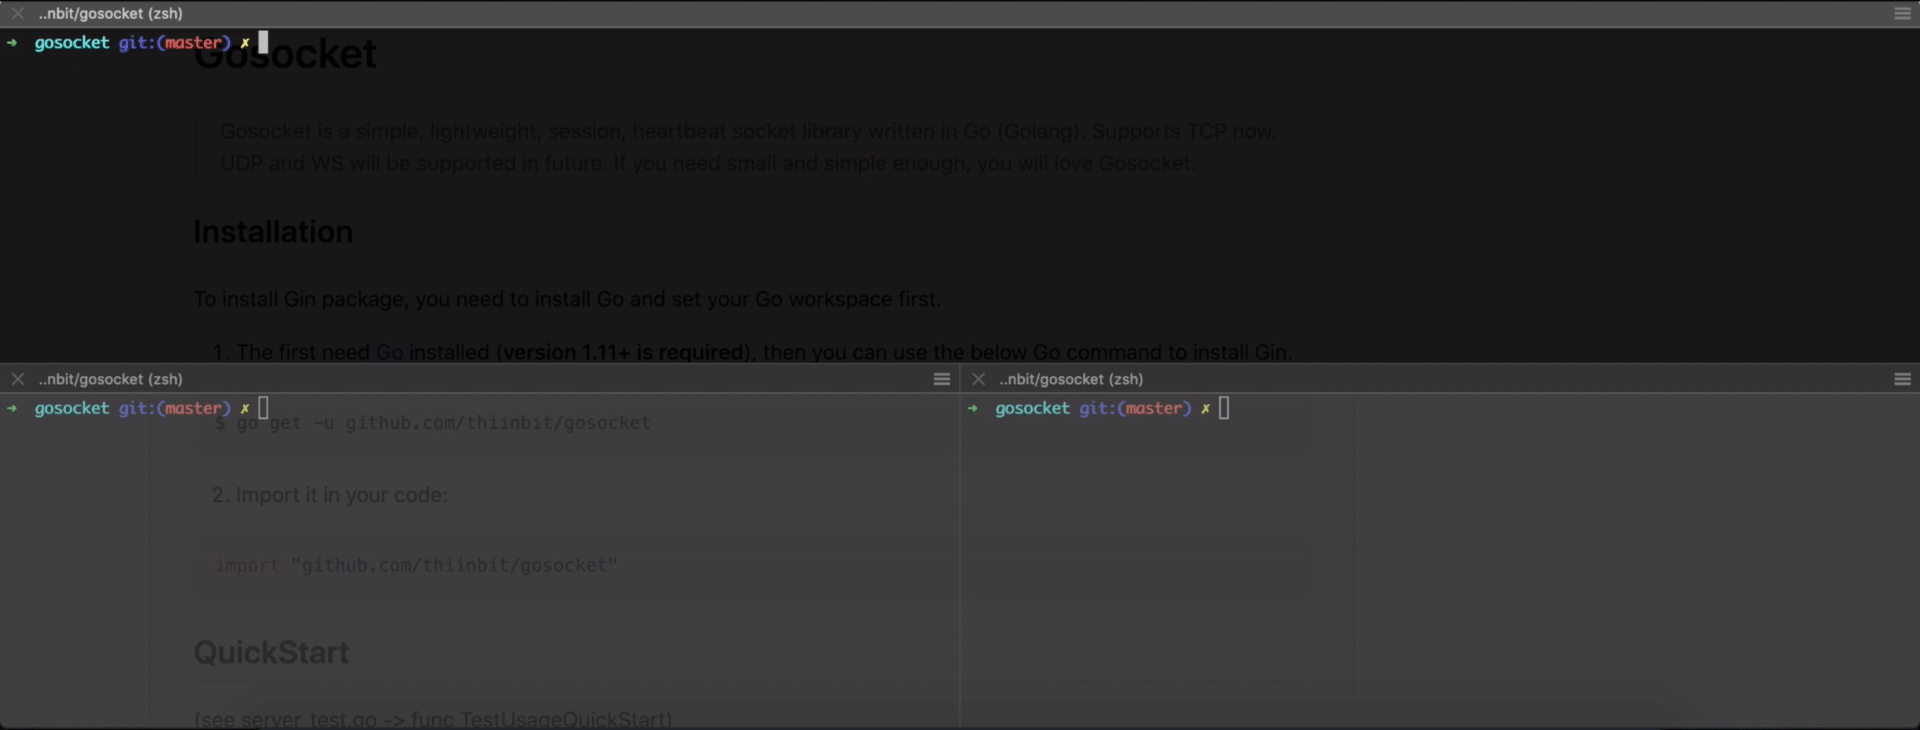 ..nbit/gosocket (zsh)
➜ gosocket git:(master) ✗
Gosocket
Gosocket is a simple, lightweight, session, heartbeat socket library written in Go (Golang). Supports TCP now.
UDP and WS will be supported in future. If you need small and simple enough, you will love Gosocket.
Installation
To install Gin package, you need to install Go and set your Go workspace first.
1. The first need Go installed (version 1.11+ is required), then you can use the below Go command to install Gin.
..nbit/gosocket (zsh)
➜ gosocket git:(master) ✗
$ go get -u github.com/thiinbit/gosocket
2. Import it in your code:
import "github.com/thiinbit/gosocket"
QuickStart
(see server_test.go -> func TestUsageQuickStart)
..nbit/gosocket (zsh)
➜ gosocket git:(master) ✗